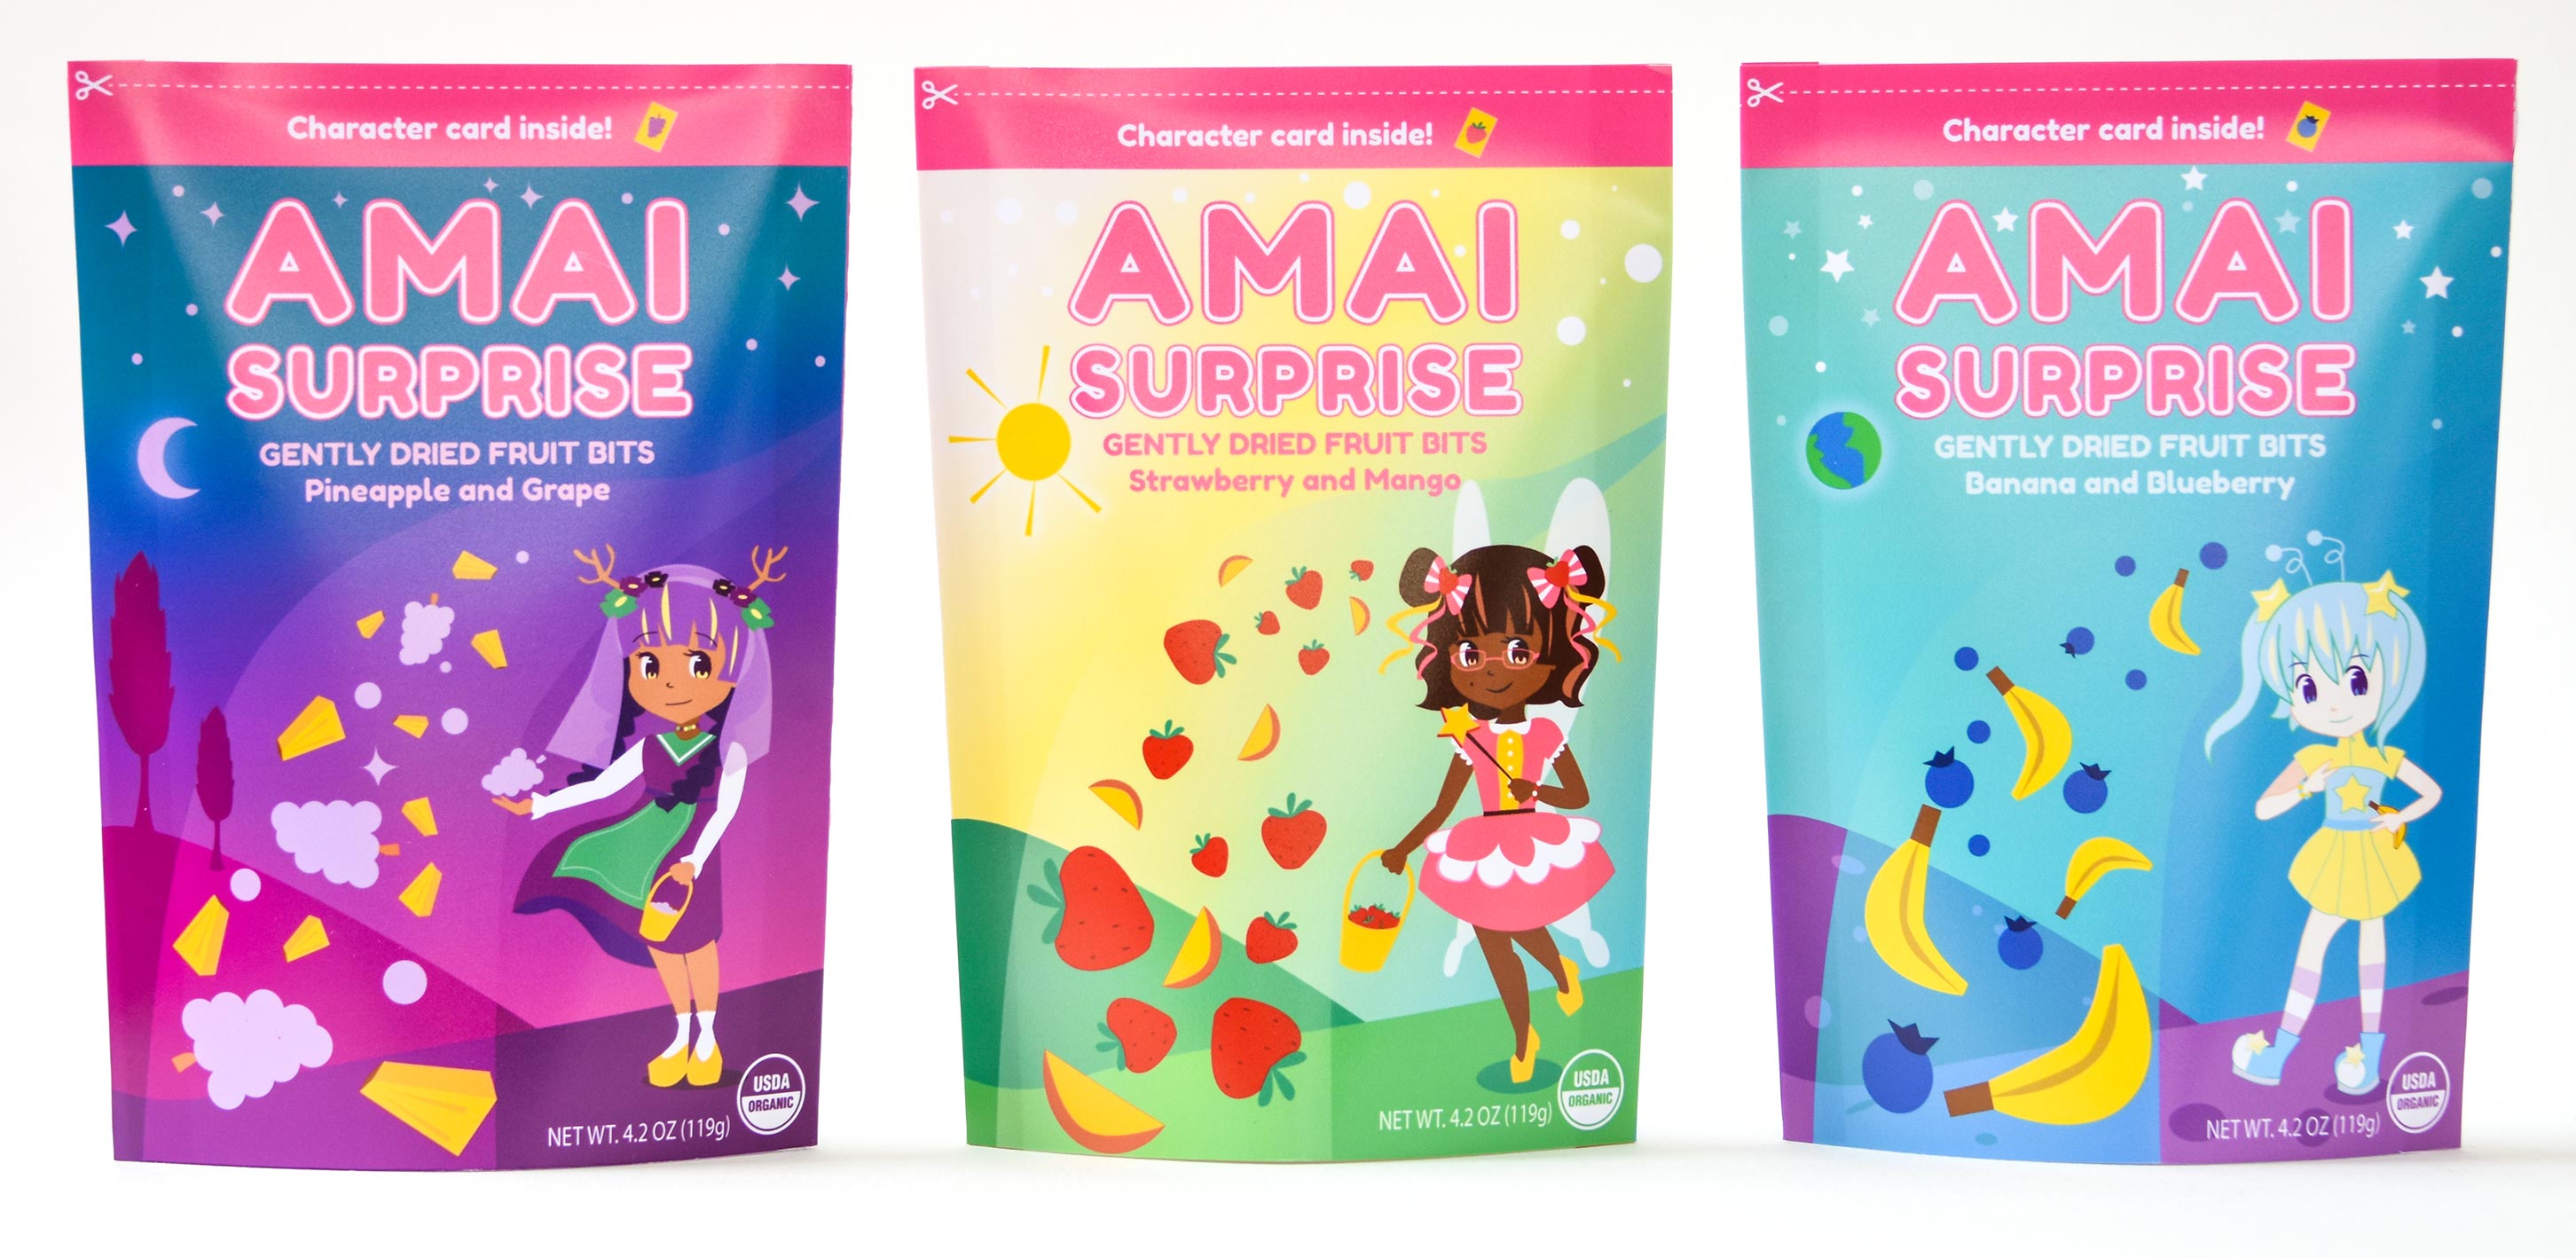 Character card inside!
AMAI
SURPRISE
GENTLY DRIED FRUIT BITS
Pineapple and Grape
NET WT. 4.2 OZ (119g)
USDA
ORGANIC
Character card inside!
AMAI
SURPRISE
GENTLY DRIED FRUIT BITS
Strawberry and Mango
NET WT. 4.2 OZ (119g)
USDA
ORGANIC
Character card inside!
AMAI
SURPRISE
GENTLY DRIED FRUIT BITS
Banana and Blueberry
NET WT. 4.2 OZ (119g)
USDA
ORGANIC